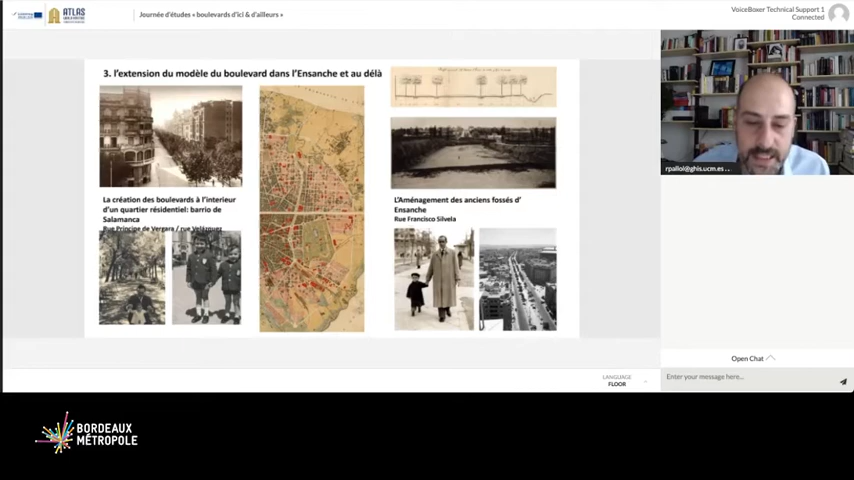 ATLAS
Journée d'études « boulevards d'ici & d'ailleurs »
VoiceBoxer Technical Support 1
Connected
3. l'extension du modèle du boulevard dans l'Ensanche et au délà
La création des boulevards à l'interieur
d'un quartier résidentiel: barrio de
Salamanca
Rue Principe de Vergara / rue Velázquez
L'Aménagement des anciens fossés d'
Ensanche
Rue Francisco Silvela
rpallol@ghis.ucm.es ..
Open Chat
LANGUAGE
FLOOR
Enter your message here...
BORDEAUX
MÉTROPOLE